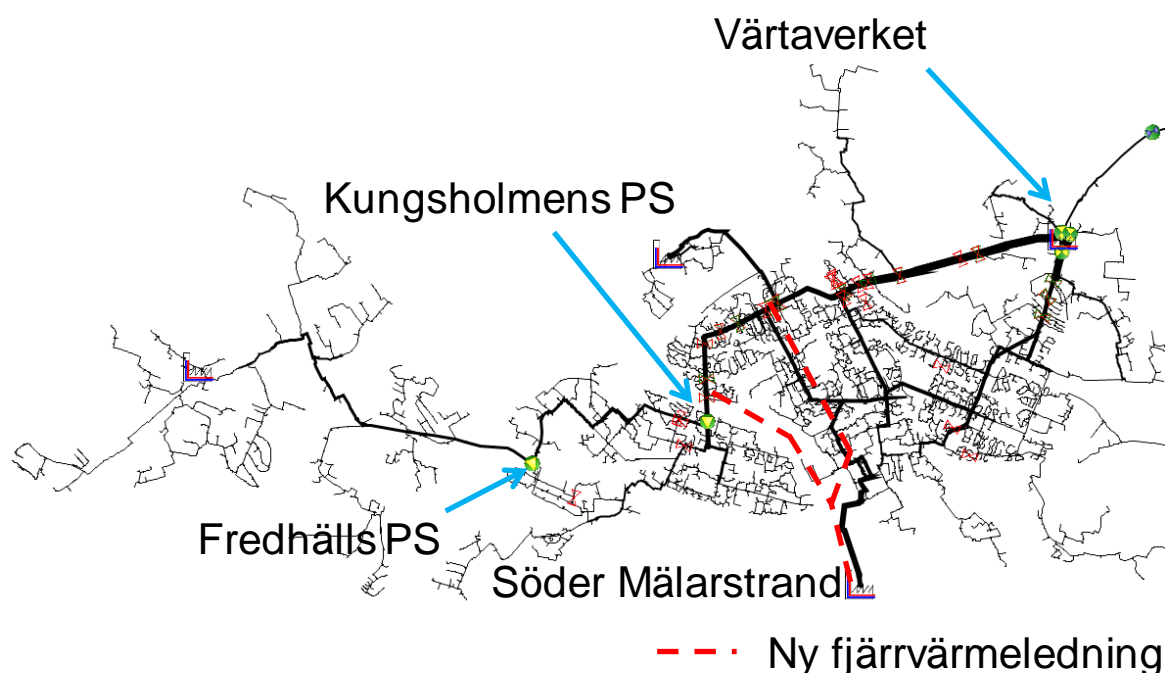 Värtaverket
Kungsholmens PS
Fredhälls PS
Söder Mälarstrand
Ny fjärrvärmeledning